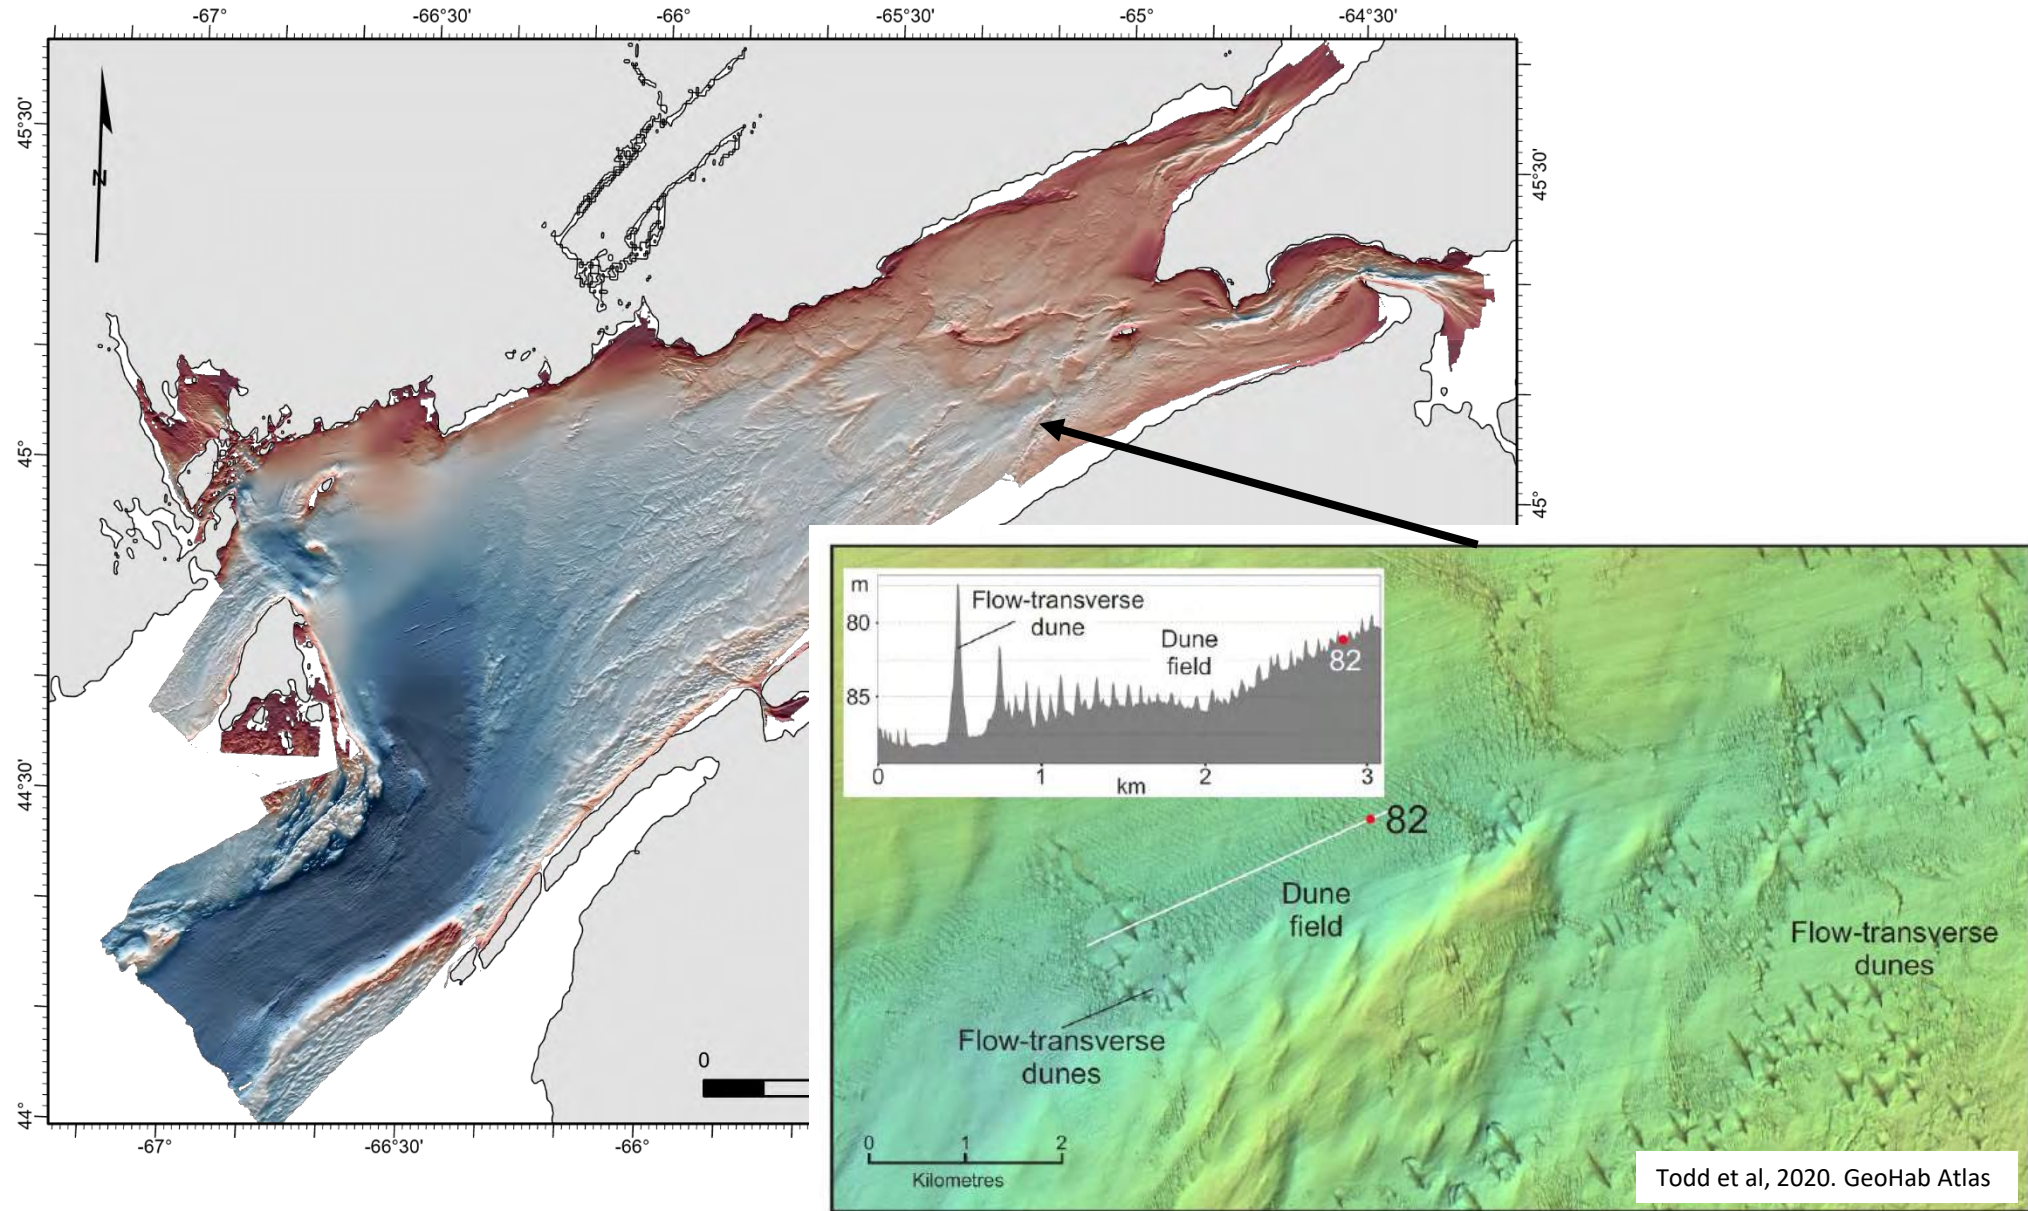 -67°
-66°30'
-66°
-65°30'
-65°
-64°30'
45°30'
N
45°30'
45°
45°
m
Flow-transverse
dune
80
Dune
field
82
85
0
1
2
3
km
82
44°30'
Dune
field
Flow-transverse
dunes
Flow-transverse
dunes
0
0
1
2
Kilometres
44°
-67°
-66°30'
-66°
Todd et al, 2020. GeoHab Atlas